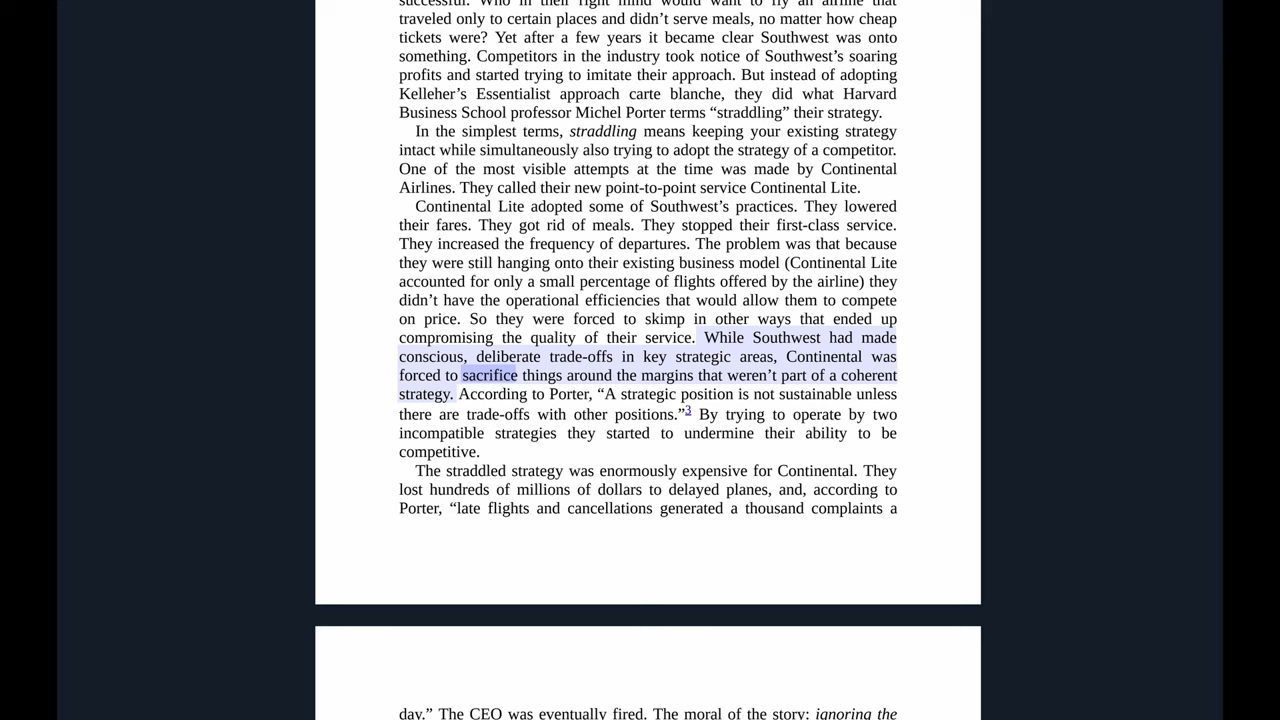 successful. Who in their right mind would want to fly an airline that
traveled only to certain places and didn’t serve meals, no matter how cheap
tickets were? Yet after a few years it became clear Southwest was onto
something. Competitors in the industry took notice of Southwest’s soaring
profits and started trying to imitate their approach. But instead of adopting
Kelleher’s Essentialist approach carte blanche, they did what Harvard
Business School professor Michel Porter terms “straddling” their strategy.
In the simplest terms, straddling means keeping your existing strategy
intact while simultaneously also trying to adopt the strategy of a competitor.
One of the most visible attempts at the time was made by Continental
Airlines. They called their new point-to-point service Continental Lite.
Continental Lite adopted some of Southwest’s practices. They lowered
their fares. They got rid of meals. They stopped their first-class service.
They increased the frequency of departures. The problem was that because
they were still hanging onto their existing business model (Continental Lite
accounted for only a small percentage of flights offered by the airline) they
didn’t have the operational efficiencies that would allow them to compete
on price. So they were forced to skimp in other ways that ended up
compromising the quality of their service. While Southwest had made
conscious, deliberate trade-offs in key strategic areas, Continental was
forced to sacrifice things around the margins that weren’t part of a coherent
strategy. According to Porter, “A strategic position is not sustainable unless
there are trade-offs with other positions.”3 By trying to operate by two
incompatible strategies they started to undermine their ability to be
competitive.
The straddled strategy was enormously expensive for Continental. They
lost hundreds of millions of dollars to delayed planes, and, according to
Porter, “late flights and cancellations generated a thousand complaints a
day.” The CEO was eventually fired. The moral of the story: ignoring the